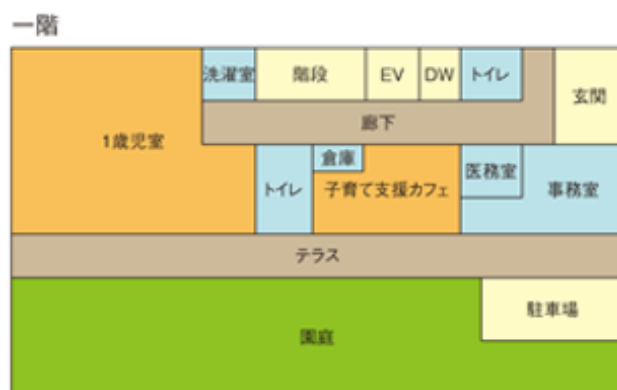 一階
洗濯室
階段
EV
DW
トイレ
玄関
廊下
1歳児室
倉庫
医務室
トイレ
子育て支援カフェ
事務室
テラス
駐車場
園庭